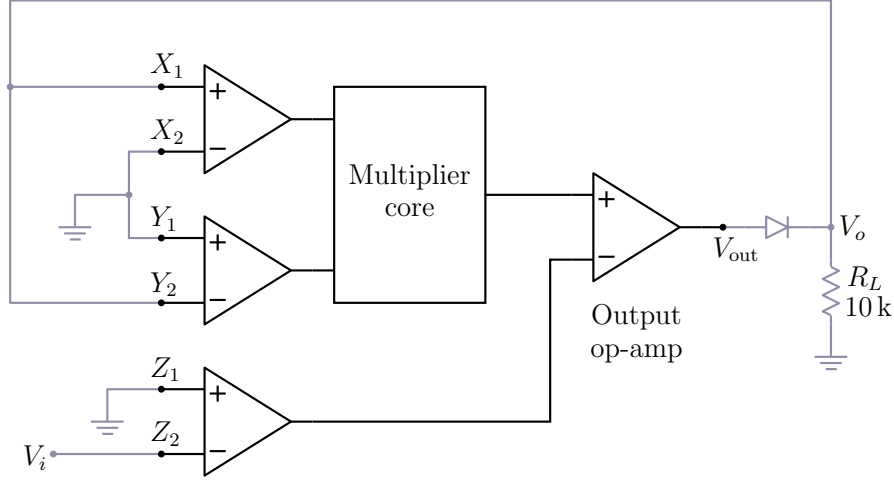 X1
+
X2
−
Multiplier
core
Y1
+
Y2
−
+
−
Vout
Vo
RL
10 k
Output
op-amp
Z1
+
Z2
−
Vi